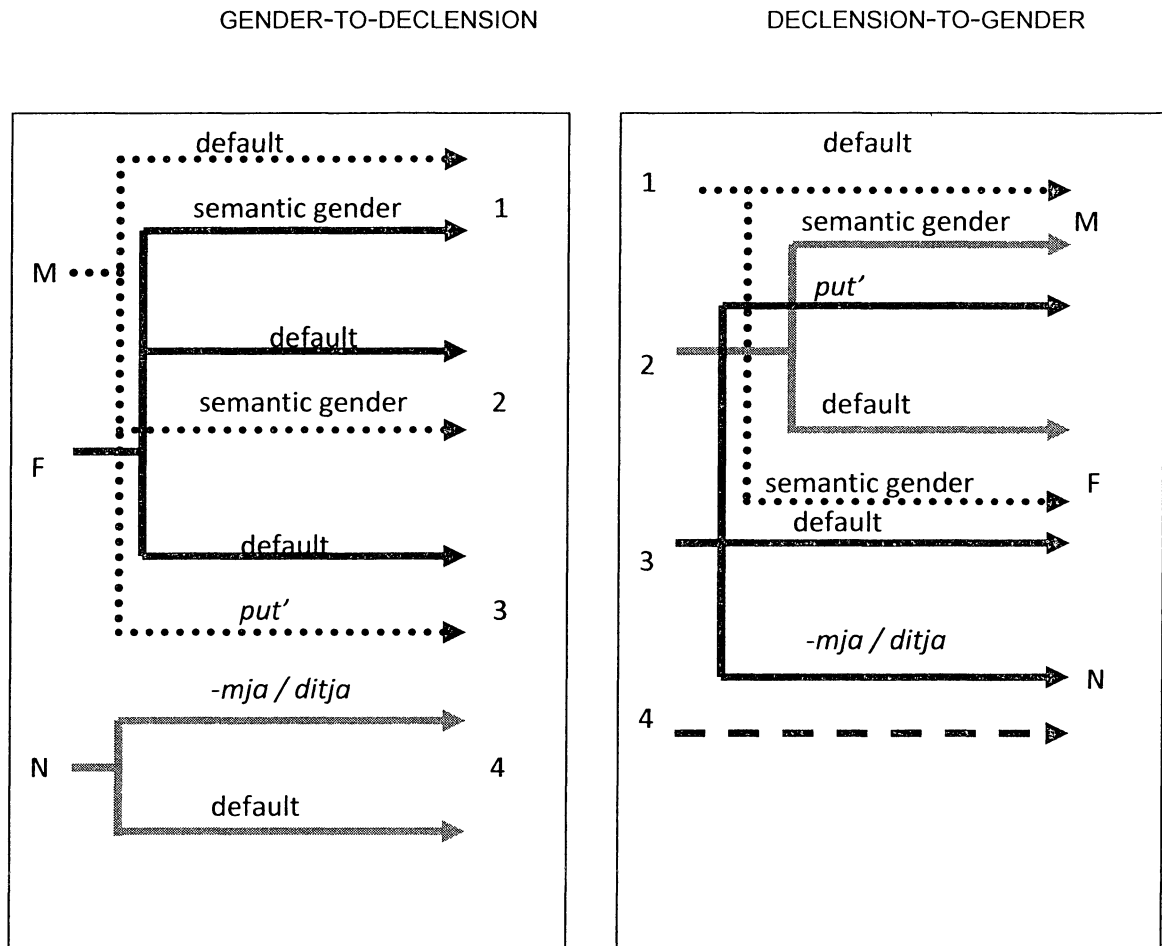 GENDER-TO-DECLENSION
default
semantic gender
1
M
default
semantic gender
2
F
default
put’
3
-mja / ditja
N
4
default
DECLENSION-TO-GENDER
default
1
semantic gender
M
put’
2
default
semantic gender
F
default
3
-mja / ditja
N
4